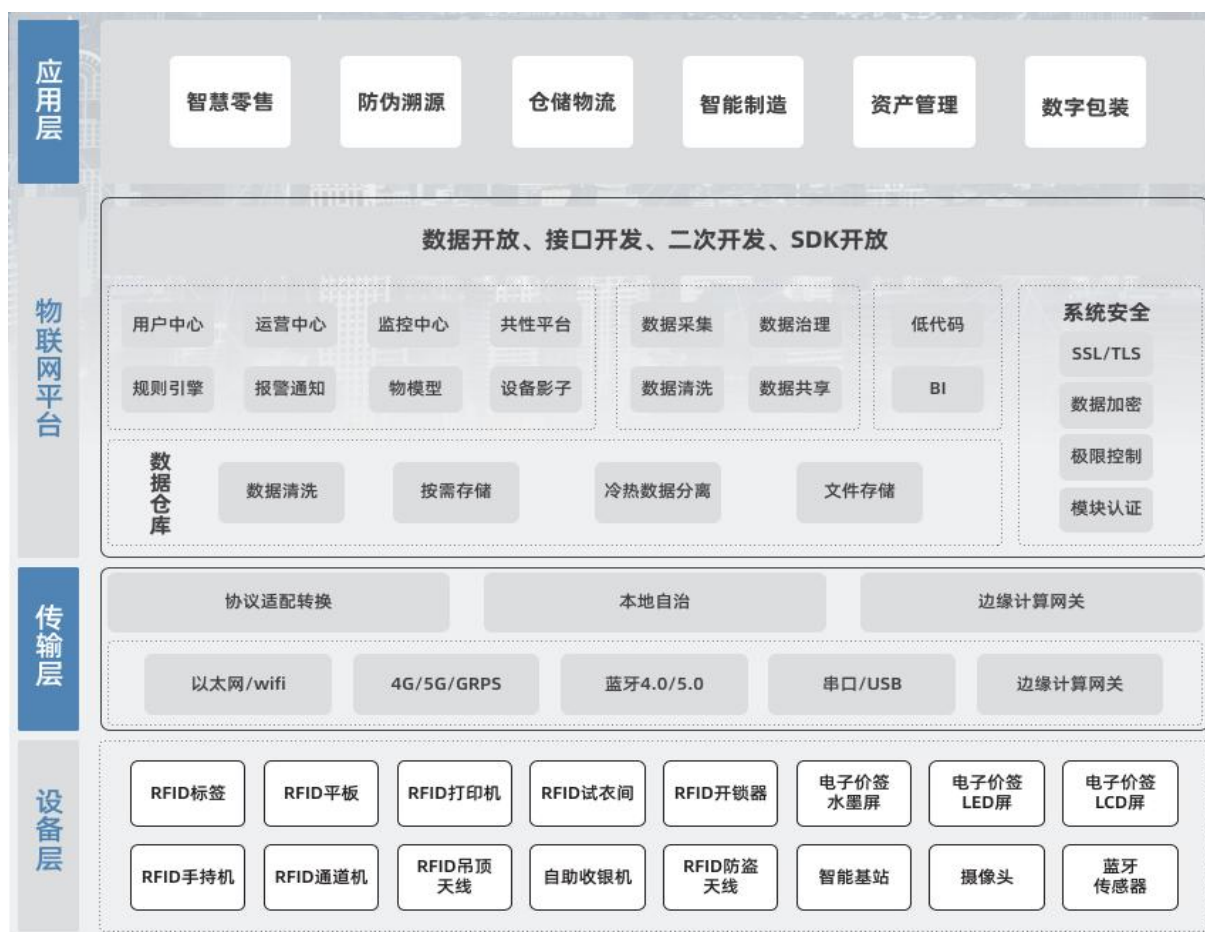 应用层
智慧零售
防伪溯源
仓储物流
智能制造
资产管理
数字包装
物联网平台
数据开放、接口开发、二次开发、SDK开放
用户中心
运营中心
监控中心
共性平台
规则引擎
报警通知
物模型
设备影子
数据采集
数据治理
数据清洗
数据共享
低代码
BI
系统安全
SSL/TLS
数据加密
极限控制
模块认证
数据仓库
数据清洗
按需存储
冷热数据分离
文件存储
传输层
协议适配转换
本地自治
边缘计算网关
以太网/wifi
4G/5G/GRPS
蓝牙4.0/5.0
串口/USB
边缘计算网关
设备层
RFID标签
RFID平板
RFID打印机
RFID试衣间
RFID开锁器
电子价签
水墨屏
电子价签
LED屏
电子价签
LCD屏
RFID手持机
RFID通道机
RFID吊顶
天线
自助收银机
RFID防盗
天线
智能基站
摄像头
蓝牙
传感器